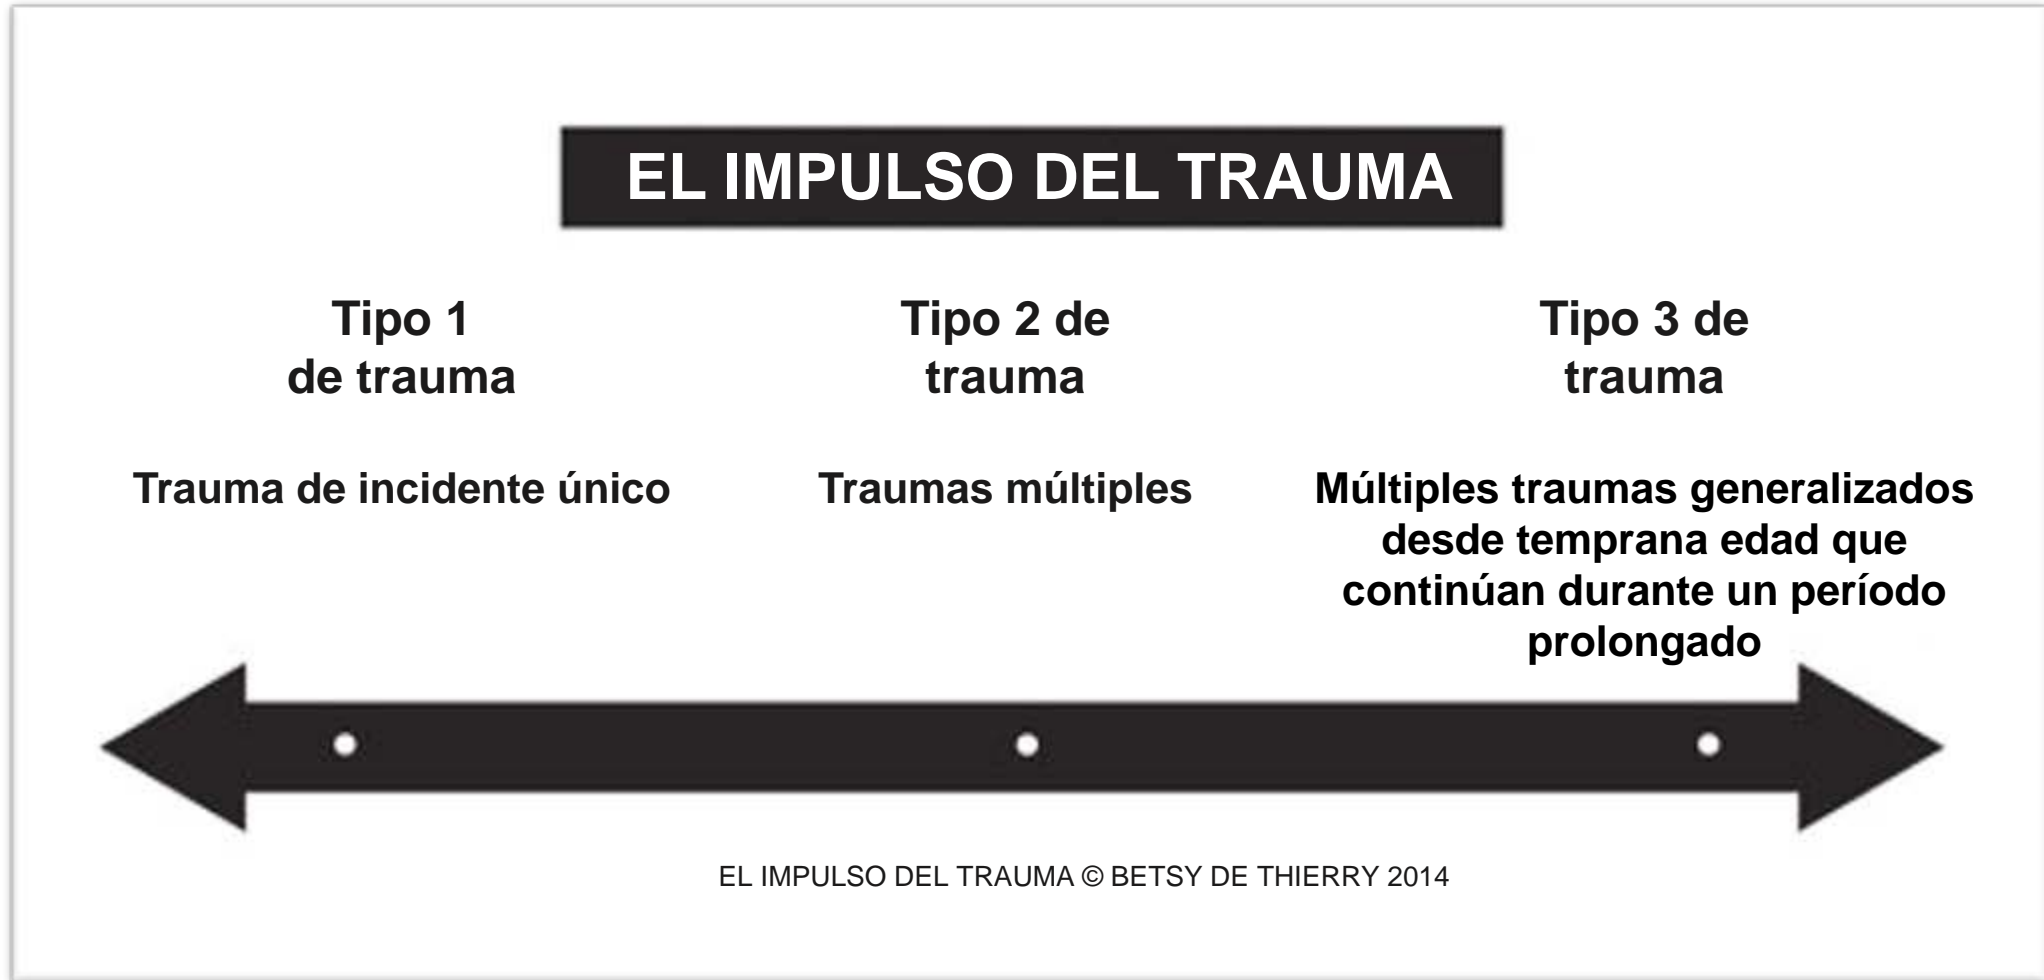 EL IMPULSO DEL TRAUMA
Tipo 1
de trauma
Trauma de incidente único
Tipo 2 de
trauma
Traumas múltiples
Tipo 3 de
trauma
Múltiples traumas generalizados
desde temprana edad que
continúan durante un período
prolongado
EL IMPULSO DEL TRAUMA © BETSY DE THIERRY 2014